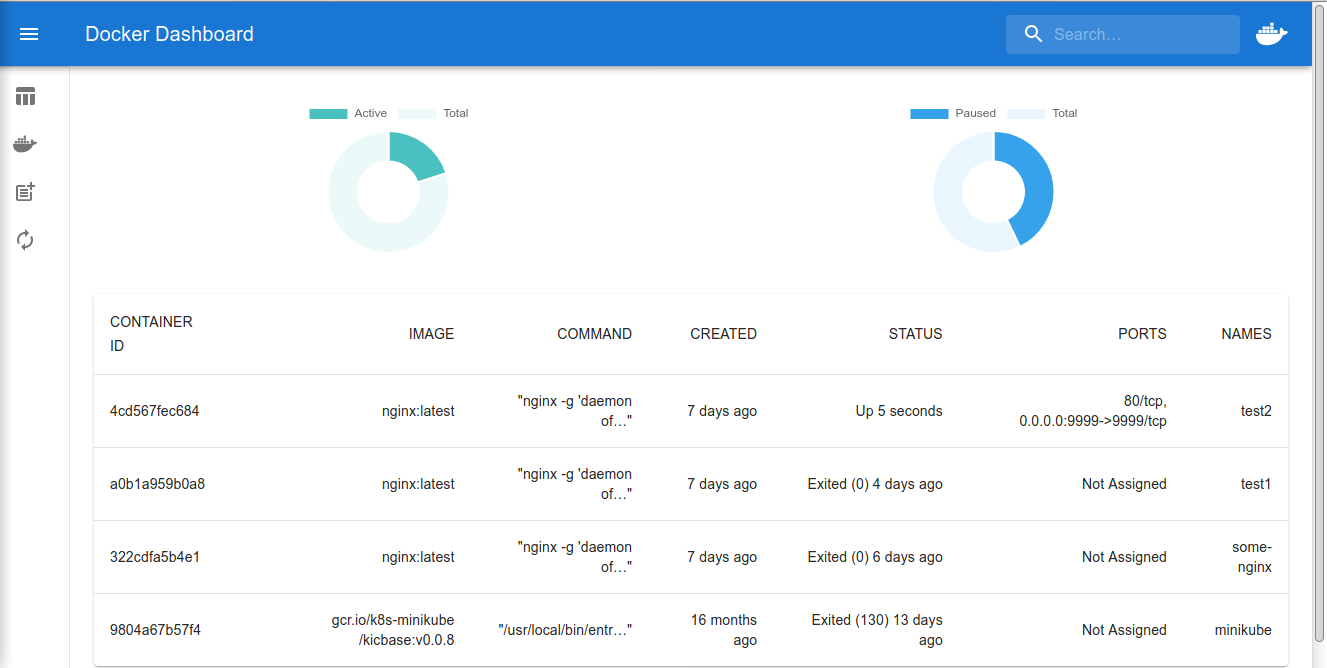 Docker Dashboard
Search…
Active
Total
Paused
Total
CONTAINER
ID
IMAGE
COMMAND
CREATED
STATUS
PORTS
NAMES
4cd567fec684
nginx:latest
"nginx -g 'daemon
of…"
7 days ago
Up 5 seconds
80/tcp,
0.0.0.0:9999->9999/tcp
test2
a0b1a959b0a8
nginx:latest
"nginx -g 'daemon
of…"
7 days ago
Exited (0) 4 days ago
Not Assigned
test1
322cdfa5b4e1
nginx:latest
"nginx -g 'daemon
of…"
7 days ago
Exited (0) 6 days ago
Not Assigned
some-
nginx
9804a67b57f4
gcr.io/k8s-minikube
/kicbase:v0.0.8
"/usr/local/bin/entr…"
16 months
ago
Exited (130) 13 days
ago
Not Assigned
minikube